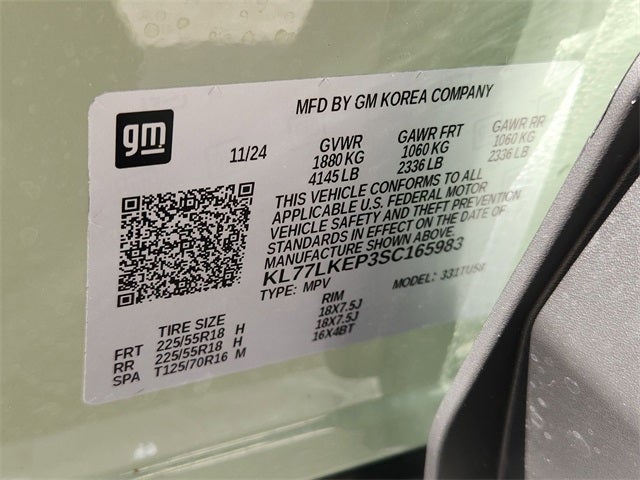 MFD BY GM KOREA COMPANY
gm
11/24 GVWR GAWR FRT GAWR RR
1880 KG 1060 KG 1060 KG
4145 LB 2336 LB 2336 LB
THIS VEHICLE CONFORMS TO ALL
APPLICABLE U.S. FEDERAL MOTOR
VEHICLE SAFETY AND THEFT PREVENTION
STANDARDS IN EFFECT ON THE DATE OF
MANUFACTURE SHOWN ABOVE.
KL77LKEP3SC165983
TYPE: MPV MODEL: 331TUS8
TIRE SIZE RIM
FRT 225/55R18 H 18X7.5J
RR 225/55R18 H 18X7.5J
SPA T125/70R16 M 16X4BT